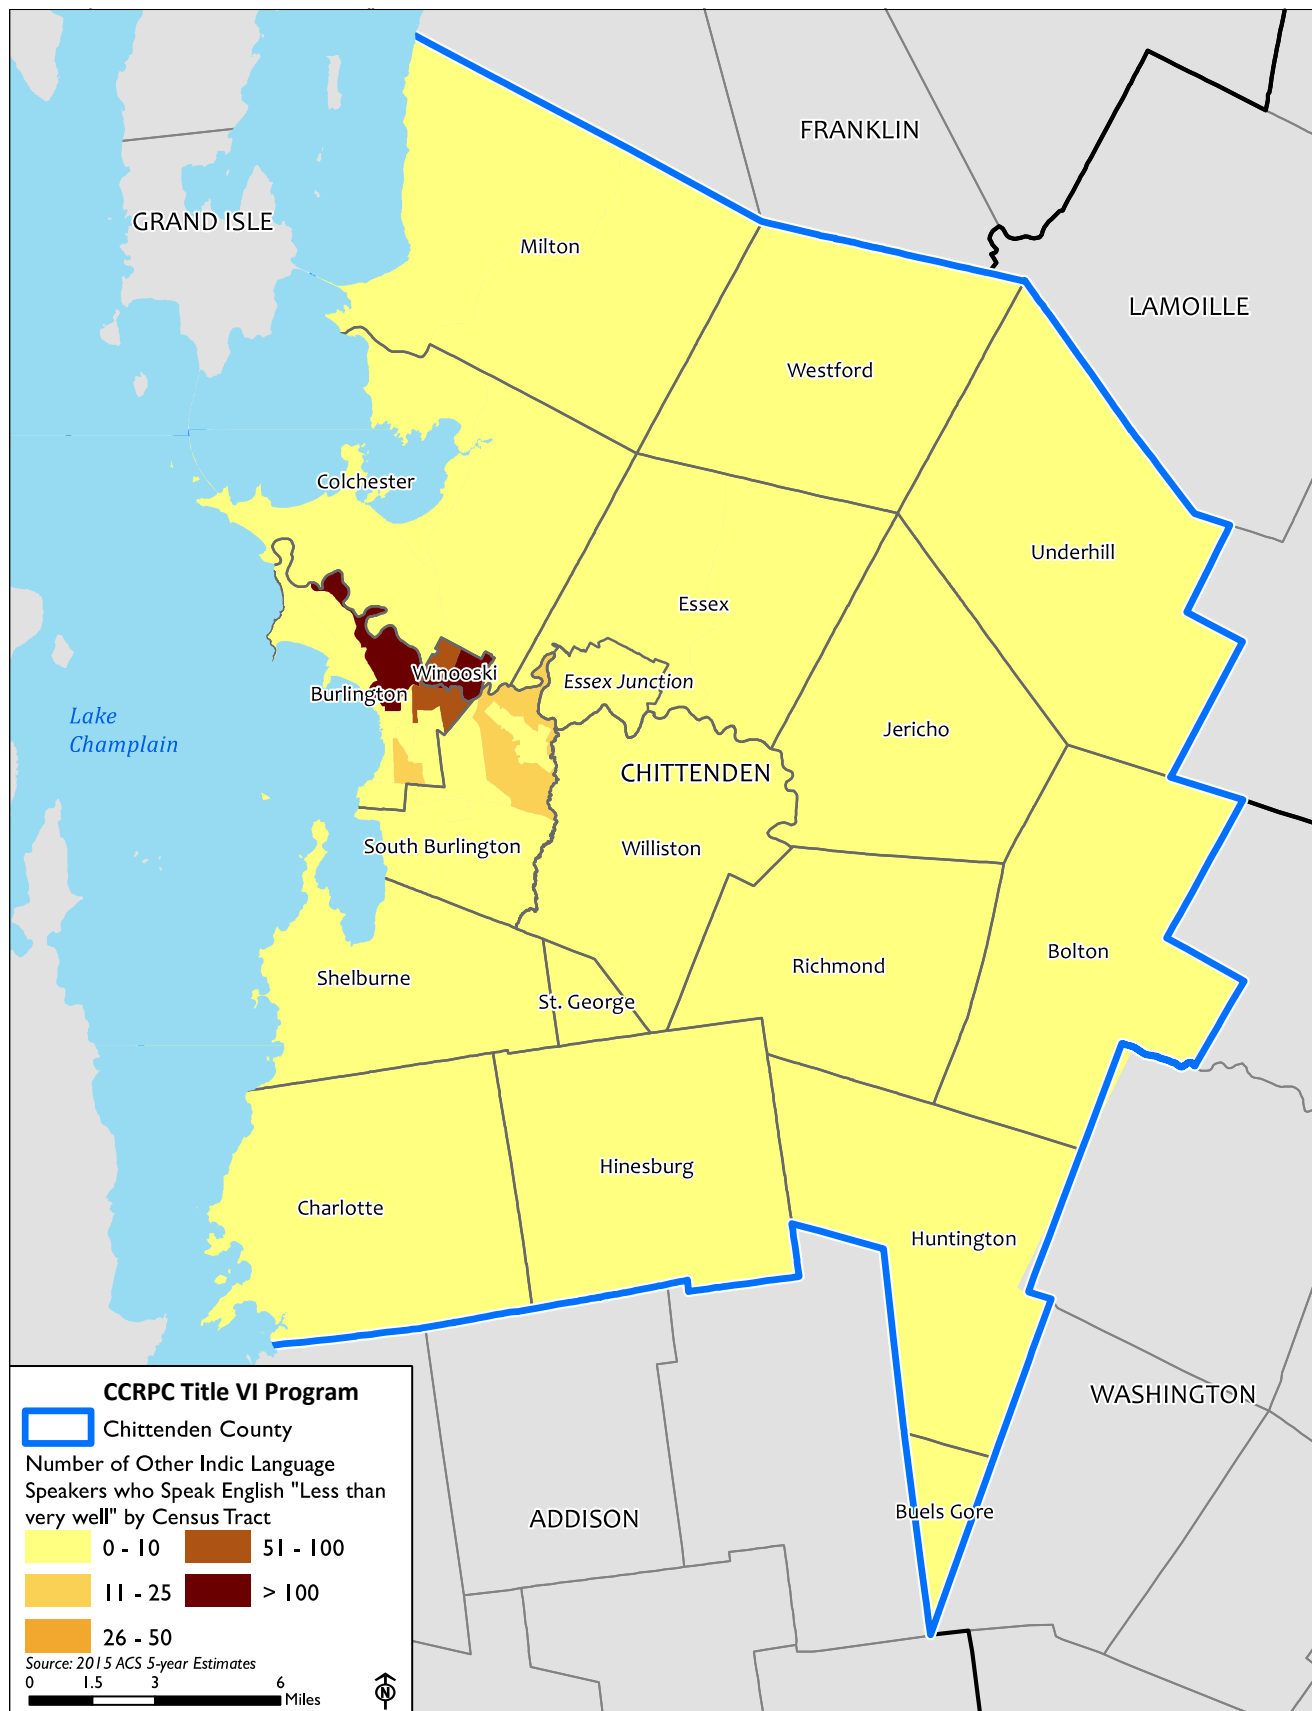 FRANKLIN
GRAND ISLE
Milton
LAMOILLE
Westford
Colchester
Underhill
Essex
Winooski
Essex Junction
Burlington
Lake
Champlain
Jericho
CHITTENDEN
South Burlington
Williston
Bolton
Richmond
Shelburne
St. George
Hinesburg
Charlotte
Huntington
WASHINGTON
Buels Gore
ADDISON
CCRPC Title VI Program
Chittenden County
Number of Other Indic Language
Speakers who Speak English "Less than
very well" by Census Tract
0 - 10 51 - 100
11 - 25 > 100
26 - 50
Source: 2015 ACS 5-year Estimates
0 1.5 3 6
Miles
N